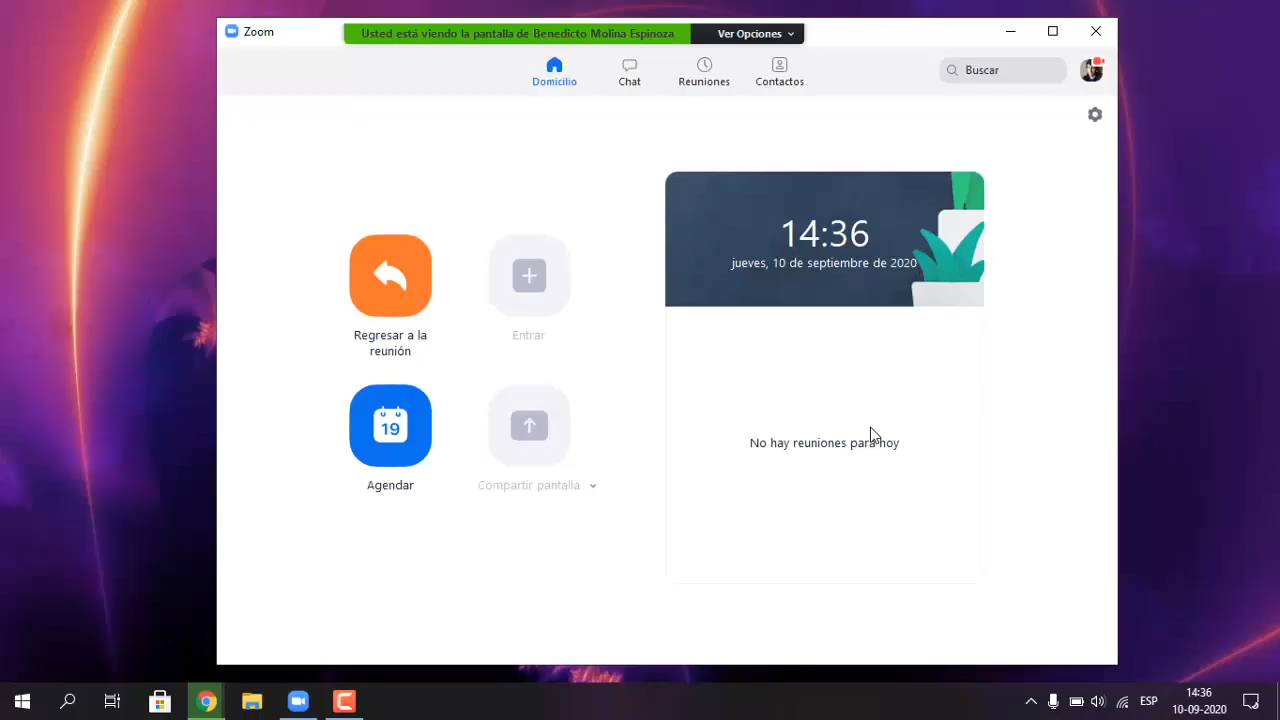 Zoom
Usted está viendo la pantalla de Benedicto Molina Espinoza
Ver Opciones
Domicilio
Chat
Reuniones
Contactos
Buscar
14:36
jueves, 10 de septiembre de 2020
Regresar a la
reunión
Entrar
19
Agendar
Compartir pantalla
No hay reuniones para hoy
ESP
14:36
10-09-2020